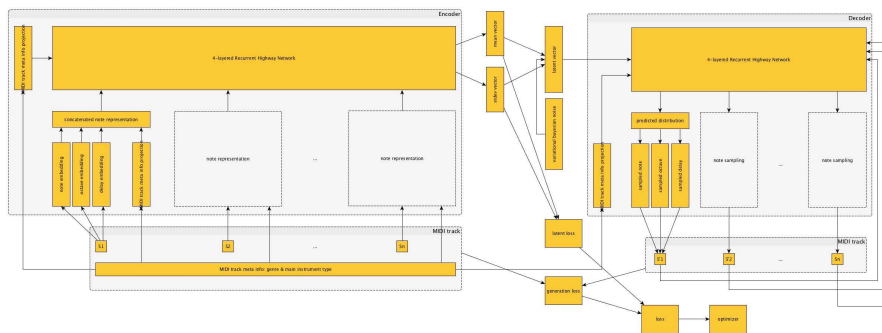 Encoder
MIDI track meta info projection
4-layered Recurrent Highway Network
concatenated note representation
note embedding
octave embedding
delay embedding
MIDI track meta info projection
note representation
...
note representation
MIDI track
S1
S2
...
Sn
MIDI track meta info: genre & main instrument type
mean vector
stdev vector
latent vector
variational bayesian noise
latent loss
generation loss
loss
optimizer
Decoder
4-layered Recurrent Highway Network
MIDI track meta info projection
predicted distribution
sampled note
sampled octave
sampled delay
note sampling
...
note sampling
MIDI track
S'1
S'2
...
Sn